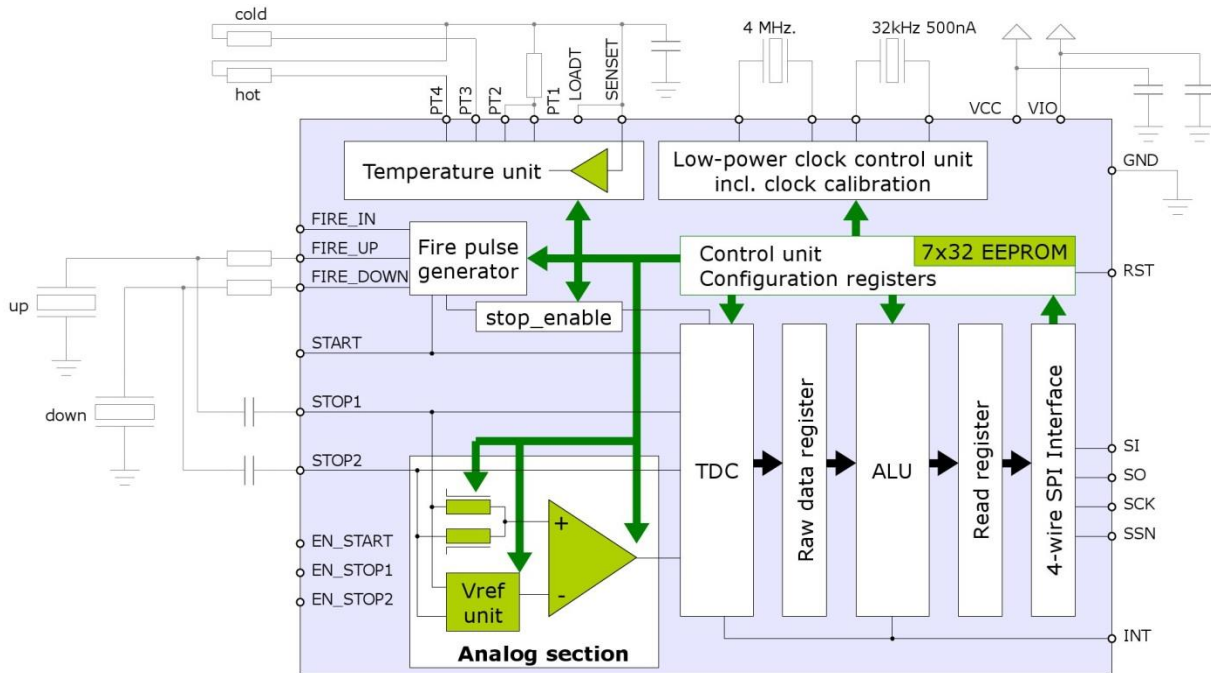 cold
4 MHz.
32kHz 500nA
hot
PT4
PT3
PT2
PT1
LOADT
SENSET
VCC
VIO
GND
Temperature unit
Low-power clock control unit
incl. clock calibration
FIRE_IN
FIRE_UP
FIRE_DOWN
Fire pulse
generator
Control unit
Configuration registers
7x32 EEPROM
RST
up
stop_enable
START
down
STOP1
STOP2
TDC
Raw data register
ALU
Read register
4-wire SPI Interface
SI
SO
SCK
SSN
EN_START
EN_STOP1
EN_STOP2
+
-
Vref
unit
Analog section
INT